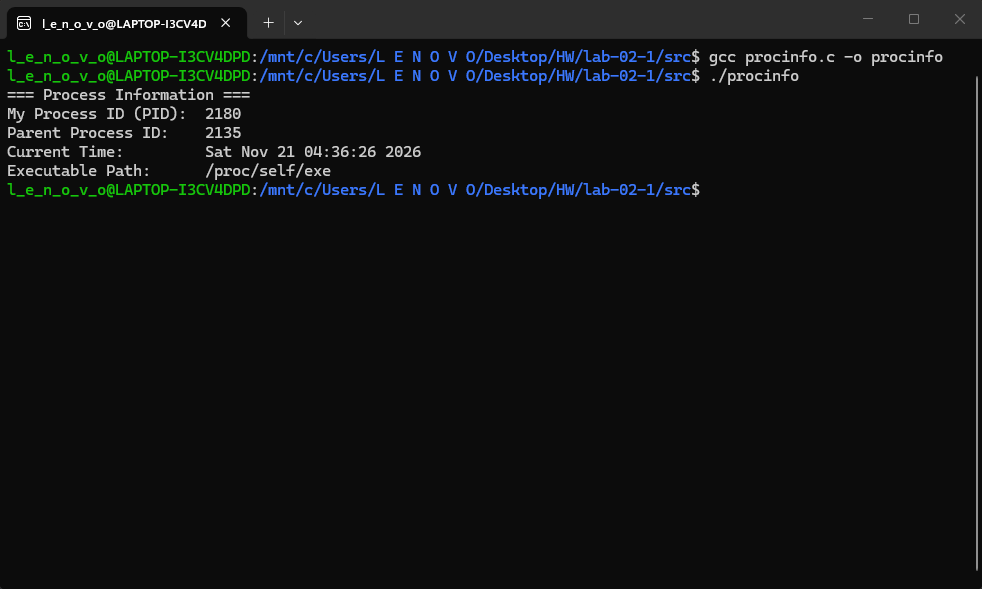 l_e_n_o_v_o@LAPTOP-I3CV4D
l_e_n_o_v_o@LAPTOP-I3CV4DPD:/mnt/c/Users/L E N O V O/Desktop/HW/lab-02-1/src$ gcc procinfo.c -o procinfo
l_e_n_o_v_o@LAPTOP-I3CV4DPD:/mnt/c/Users/L E N O V O/Desktop/HW/lab-02-1/src$ ./procinfo
=== Process Information ===
My Process ID (PID):  2180
Parent Process ID:    2135
Current Time:         Sat Nov 21 04:36:26 2026
Executable Path:      /proc/self/exe
l_e_n_o_v_o@LAPTOP-I3CV4DPD:/mnt/c/Users/L E N O V O/Desktop/HW/lab-02-1/src$